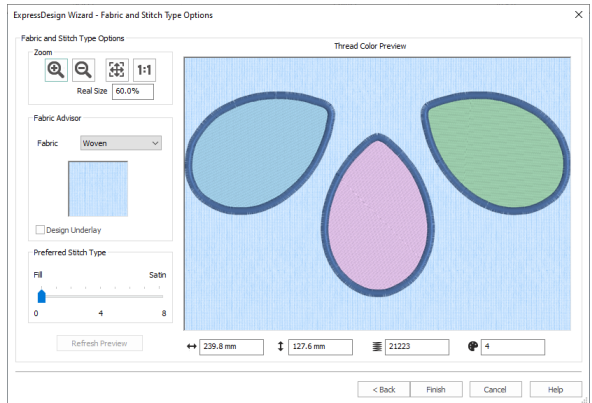 ExpressDesign Wizard - Fabric and Stitch Type Options
Fabric and Stitch Type Options
Zoom
1:1
Real Size 60.0%
Thread Color Preview
Fabric Advisor
Fabric Woven
Design Underlay
Preferred Stitch Type
Fill Satin
0 4 8
Refresh Preview
239.8 mm 127.6 mm 21223 4
< Back Finish Cancel Help